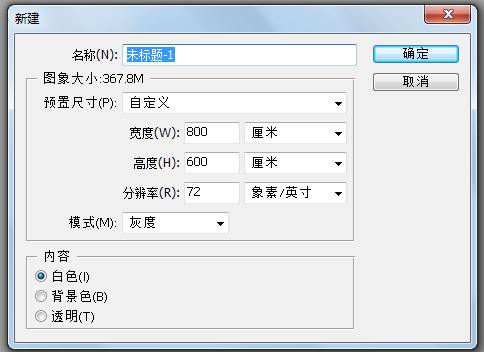 新建
名称(N): 未标题-1
确定
图象大小:367.8M
取消
预置尺寸(P): 自定义
宽度(W): 800 厘米
高度(H): 600 厘米
分辨率(R): 72 象素/英寸
模式(M): 灰度
内容
白色(I)
背景色(B)
透明(T)